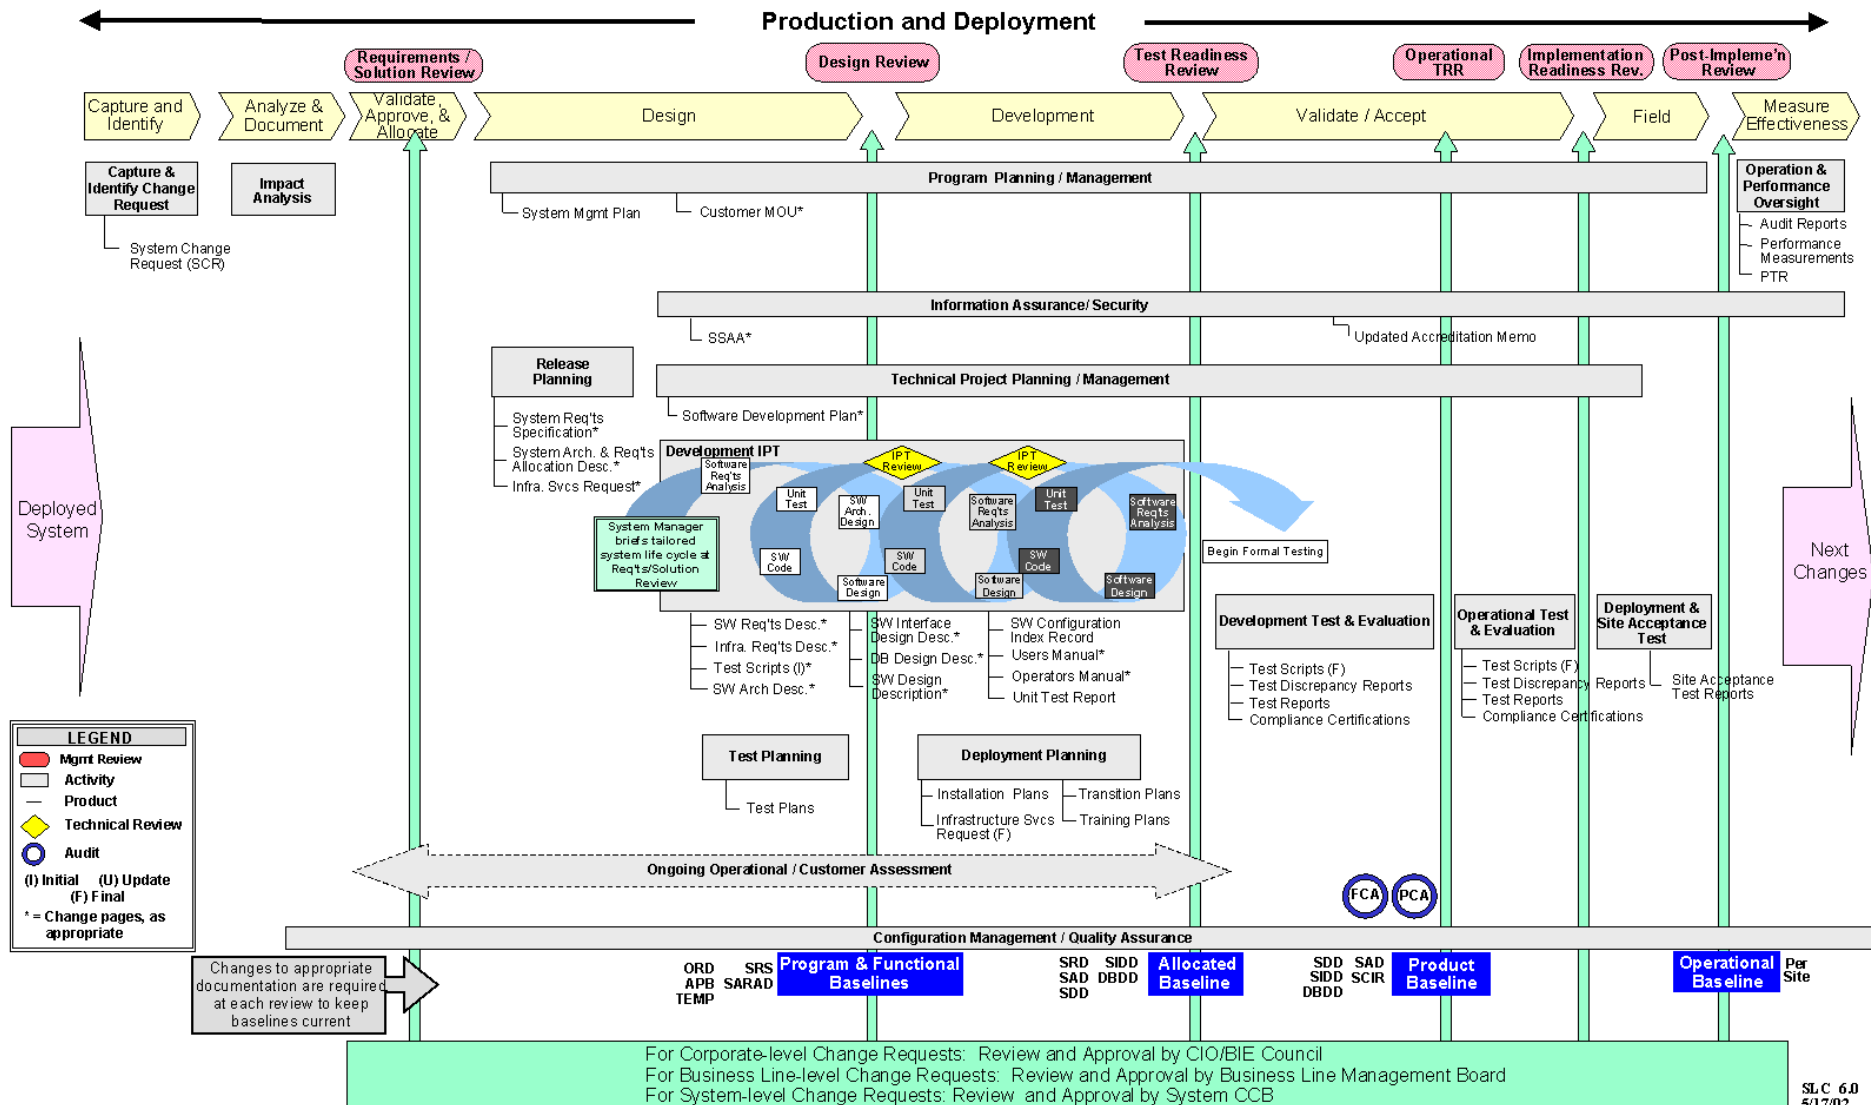 Production and Deployment
Requirements /
Solution Review
Design Review
Test Readiness
Review
Operational
TRR
Implementation
Readiness Rev.
Post-Impleme'n
Review
Capture and
Identify
Analyze &
Document
Validate,
Approve, &
Allocate
Design
Development
Validate / Accept
Field
Measure
Effectiveness
Capture &
Identify Change
Request
System Change
Request (SCR)
Impact
Analysis
Program Planning / Management
System Mgmt Plan
Customer MOU*
Operation &
Performance
Oversight
Audit Reports
Performance
Measurements
PTR
Information Assurance/ Security
SSAA*
Updated Accreditation Memo
Release
Planning
System Req'ts
Specification*
System Arch. & Req'ts
Allocation Desc.*
Infra. Svcs Request*
Technical Project Planning / Management
Software Development Plan*
Deployed
System
Next
Changes
Development IPT
Software
Req'ts
Analysis
IPT
Review
IPT
Review
Unit
Test
SW
Arch.
Design
Unit
Test
Software
Req'ts
Analysis
Unit
Test
Software
Req'ts
Analysis
System Manager
briefs tailored
system life cycle at
Req'ts/Solution
Review
SW
Code
Software
Design
SW
Code
Software
Design
SW
Code
Software
Design
Begin Formal Testing
SW Req'ts Desc.*
Infra. Req'ts Desc.*
Test Scripts (I)*
SW Arch Desc.*
SW Interface
Design Desc.*
DB Design Desc.*
SW Design
Description*
SW Configuration
Index Record
Users Manual*
Operators Manual*
Unit Test Report
Development Test & Evaluation
Test Scripts (F)
Test Discrepancy Reports
Test Reports
Compliance Certifications
Operational Test
& Evaluation
Test Scripts (F)
Test Discrepancy Reports
Test Reports
Compliance Certifications
Deployment &
Site Acceptance
Test
Site Acceptance
Test Reports
Test Planning
Test Plans
Deployment Planning
Installation Plans
Infrastructure Svcs
Request (F)
Transition Plans
Training Plans
LEGEND
Mgmt Review
Activity
Product
Technical Review
Audit
(I) Initial (U) Update
(F) Final
* = Change pages, as
appropriate
Ongoing Operational / Customer Assessment
FCA
PCA
Configuration Management / Quality Assurance
Changes to appropriate
documentation are required
at each review to keep
baselines current
ORD SRS
APB SARAD
TEMP
Program & Functional
Baselines
SRD SIDD
SAD DBDD
SDD
Allocated
Baseline
SDD SAD
SIDD SCIR
DBDD
Product
Baseline
Operational
Baseline
Per
Site
For Corporate-level Change Requests: Review and Approval by CIO/BIE Council
For Business Line-level Change Requests: Review and Approval by Business Line Management Board
For System-level Change Requests: Review and Approval by System CCB
SLC 6.0
5/17/02